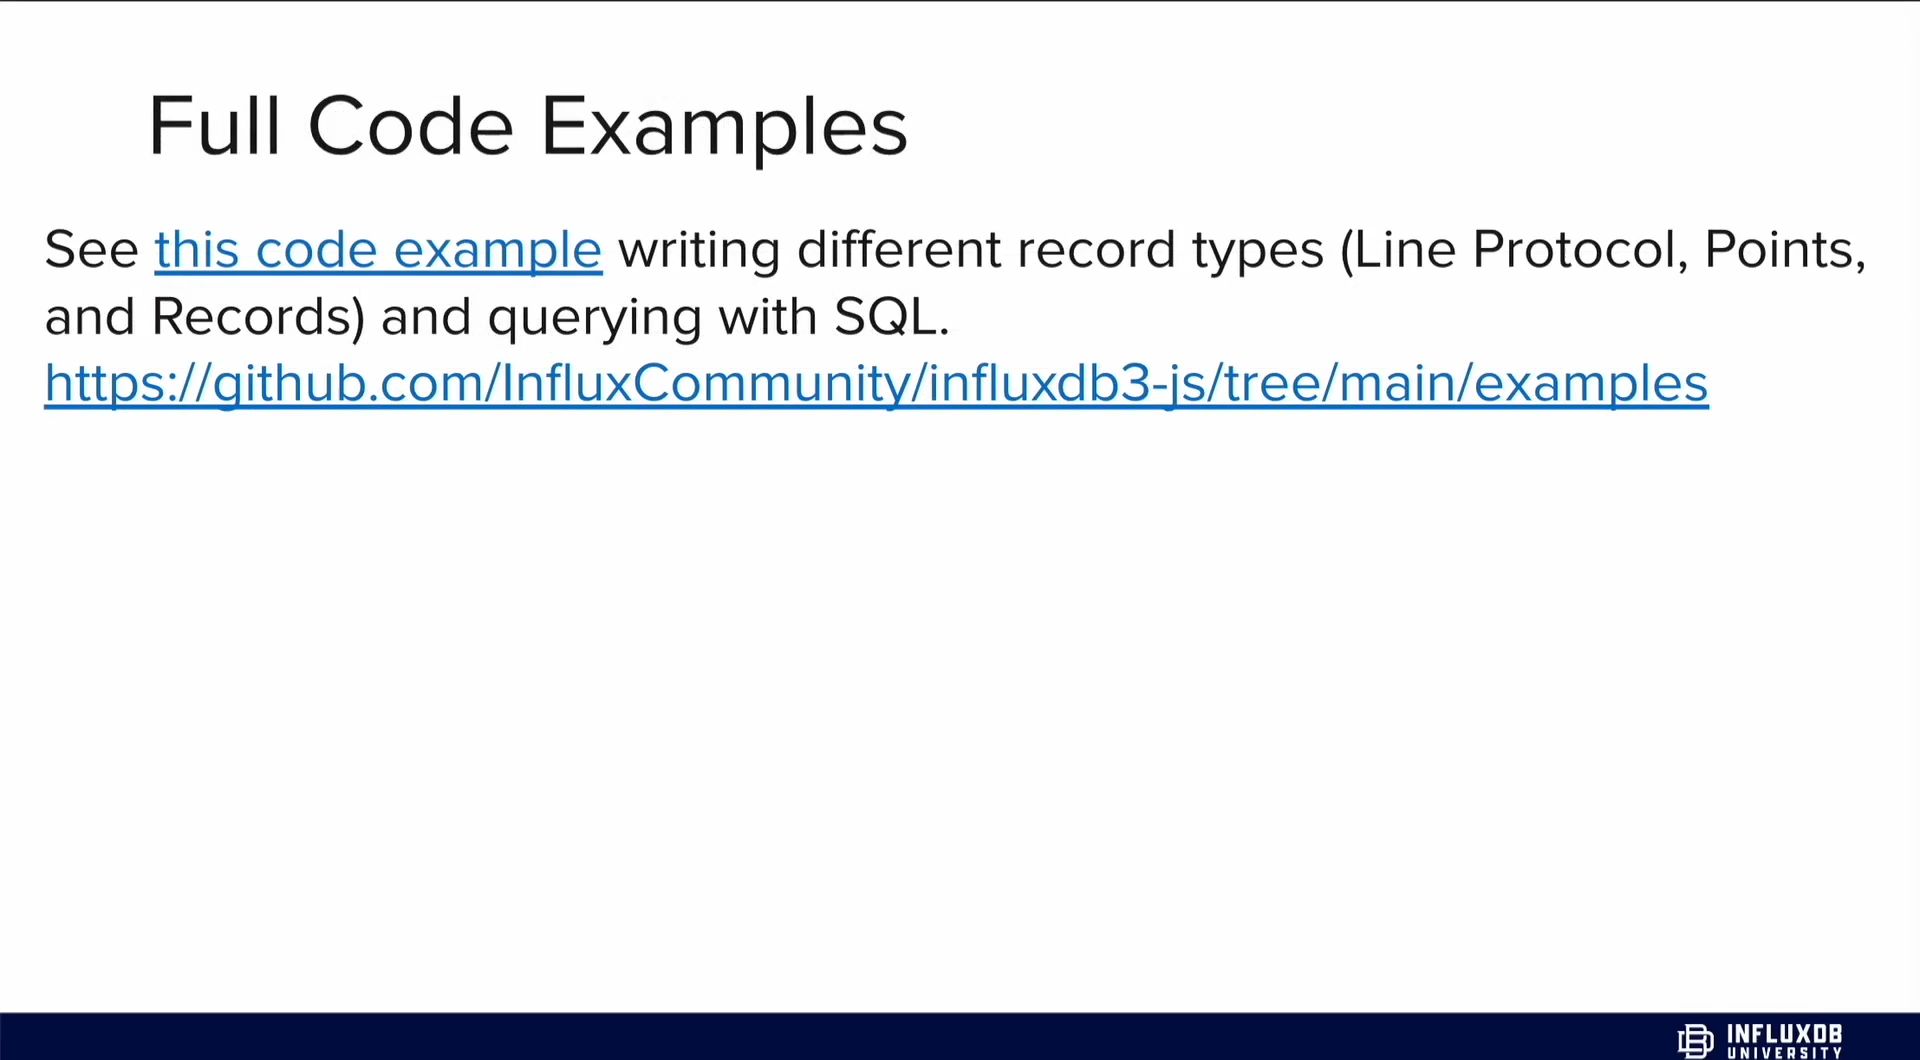 Full Code Examples
See this code example writing different record types (Line Protocol, Points,
and Records) and querying with SQL.
https://github.com/InfluxCommunity/influxdb3-js/tree/main/examples
INFLUXDB
UNIVERSITY